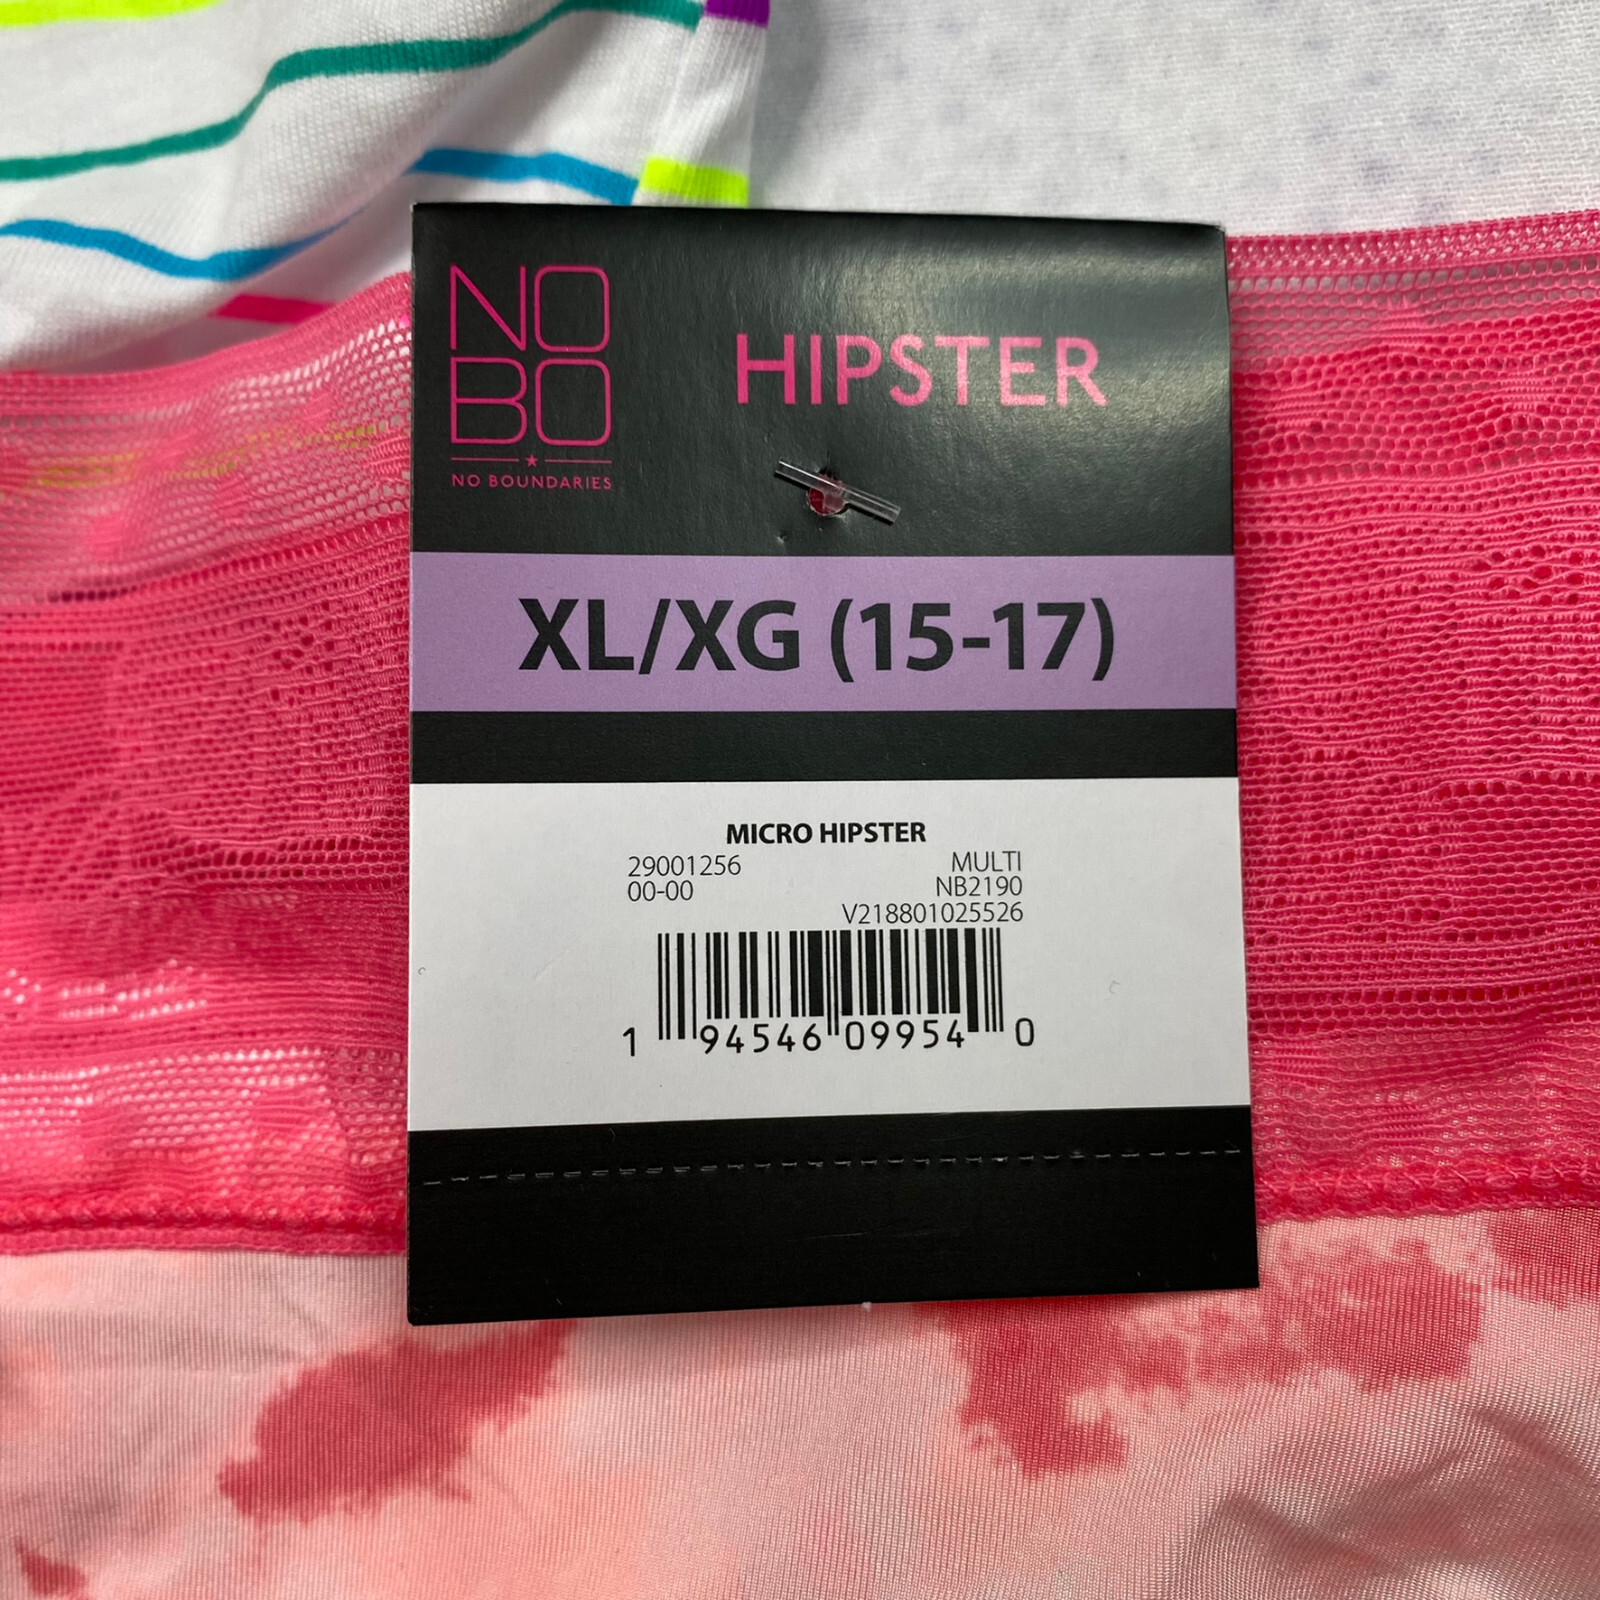 NO
BO
NO BOUNDARIES
HIPSTER
XL/XG (15-17)
MICRO HIPSTER
29001256 MULTI
00-00 NB2190
V218801025526
1 94546 09954 0